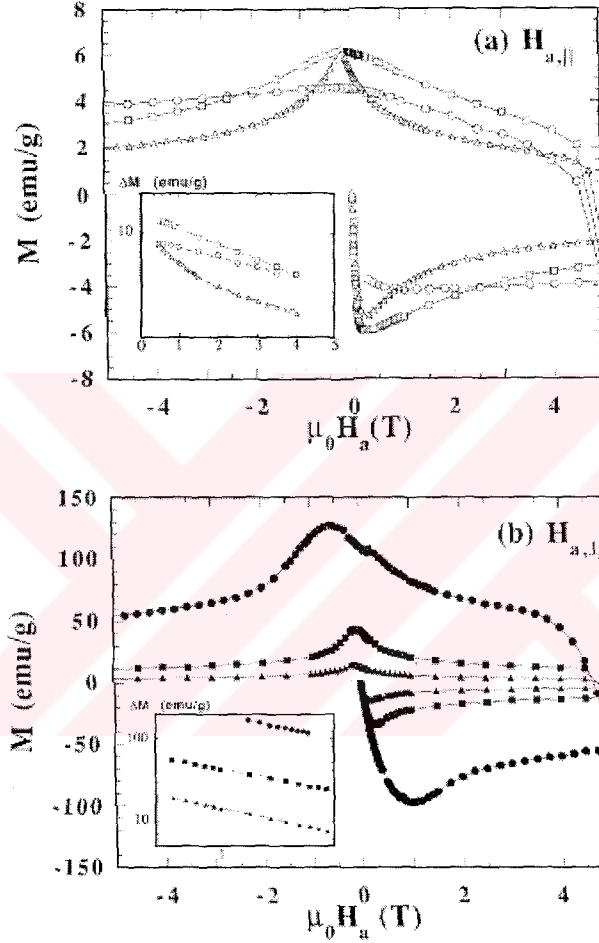 8
6
4
2
0
-2
-4
-6
-8
M (emu/g)
(a) H a,||
ΔM (emu/g)
10
0 1 2 3 4 5
-4 -2 0 2 4
μ0Ha(T)
150
100
50
0
-50
-100
-150
M (emu/g)
(b) H a,⊥
ΔM (emu/g)
100
10
-4 -2 0 2 4
μ0Ha(T)